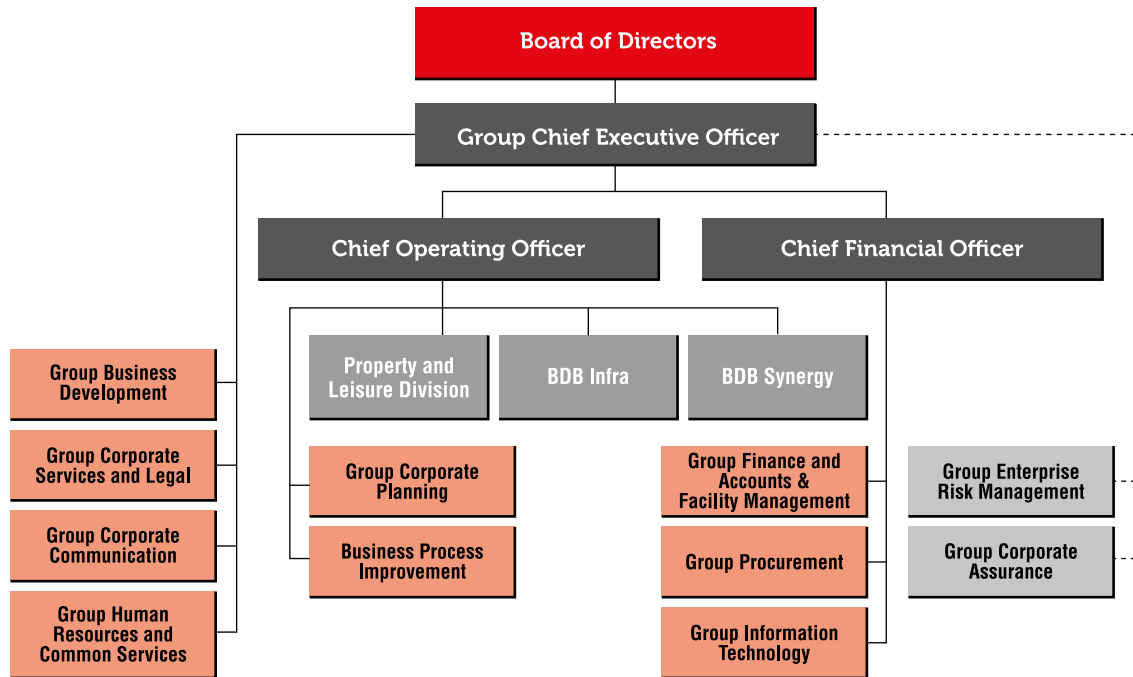 Board of Directors
Group Chief Executive Officer
Chief Operating Officer
Chief Financial Officer
Group Business
Development
Group Corporate
Services and Legal
Group Corporate
Communication
Group Human
Resources and
Common Services
Property and
Leisure Division
BDB Infra
BDB Synergy
Group Corporate
Planning
Business Process
Improvement
Group Finance and
Accounts &
Facility Management
Group Procurement
Group Information
Technology
Group Enterprise
Risk Management
Group Corporate
Assurance